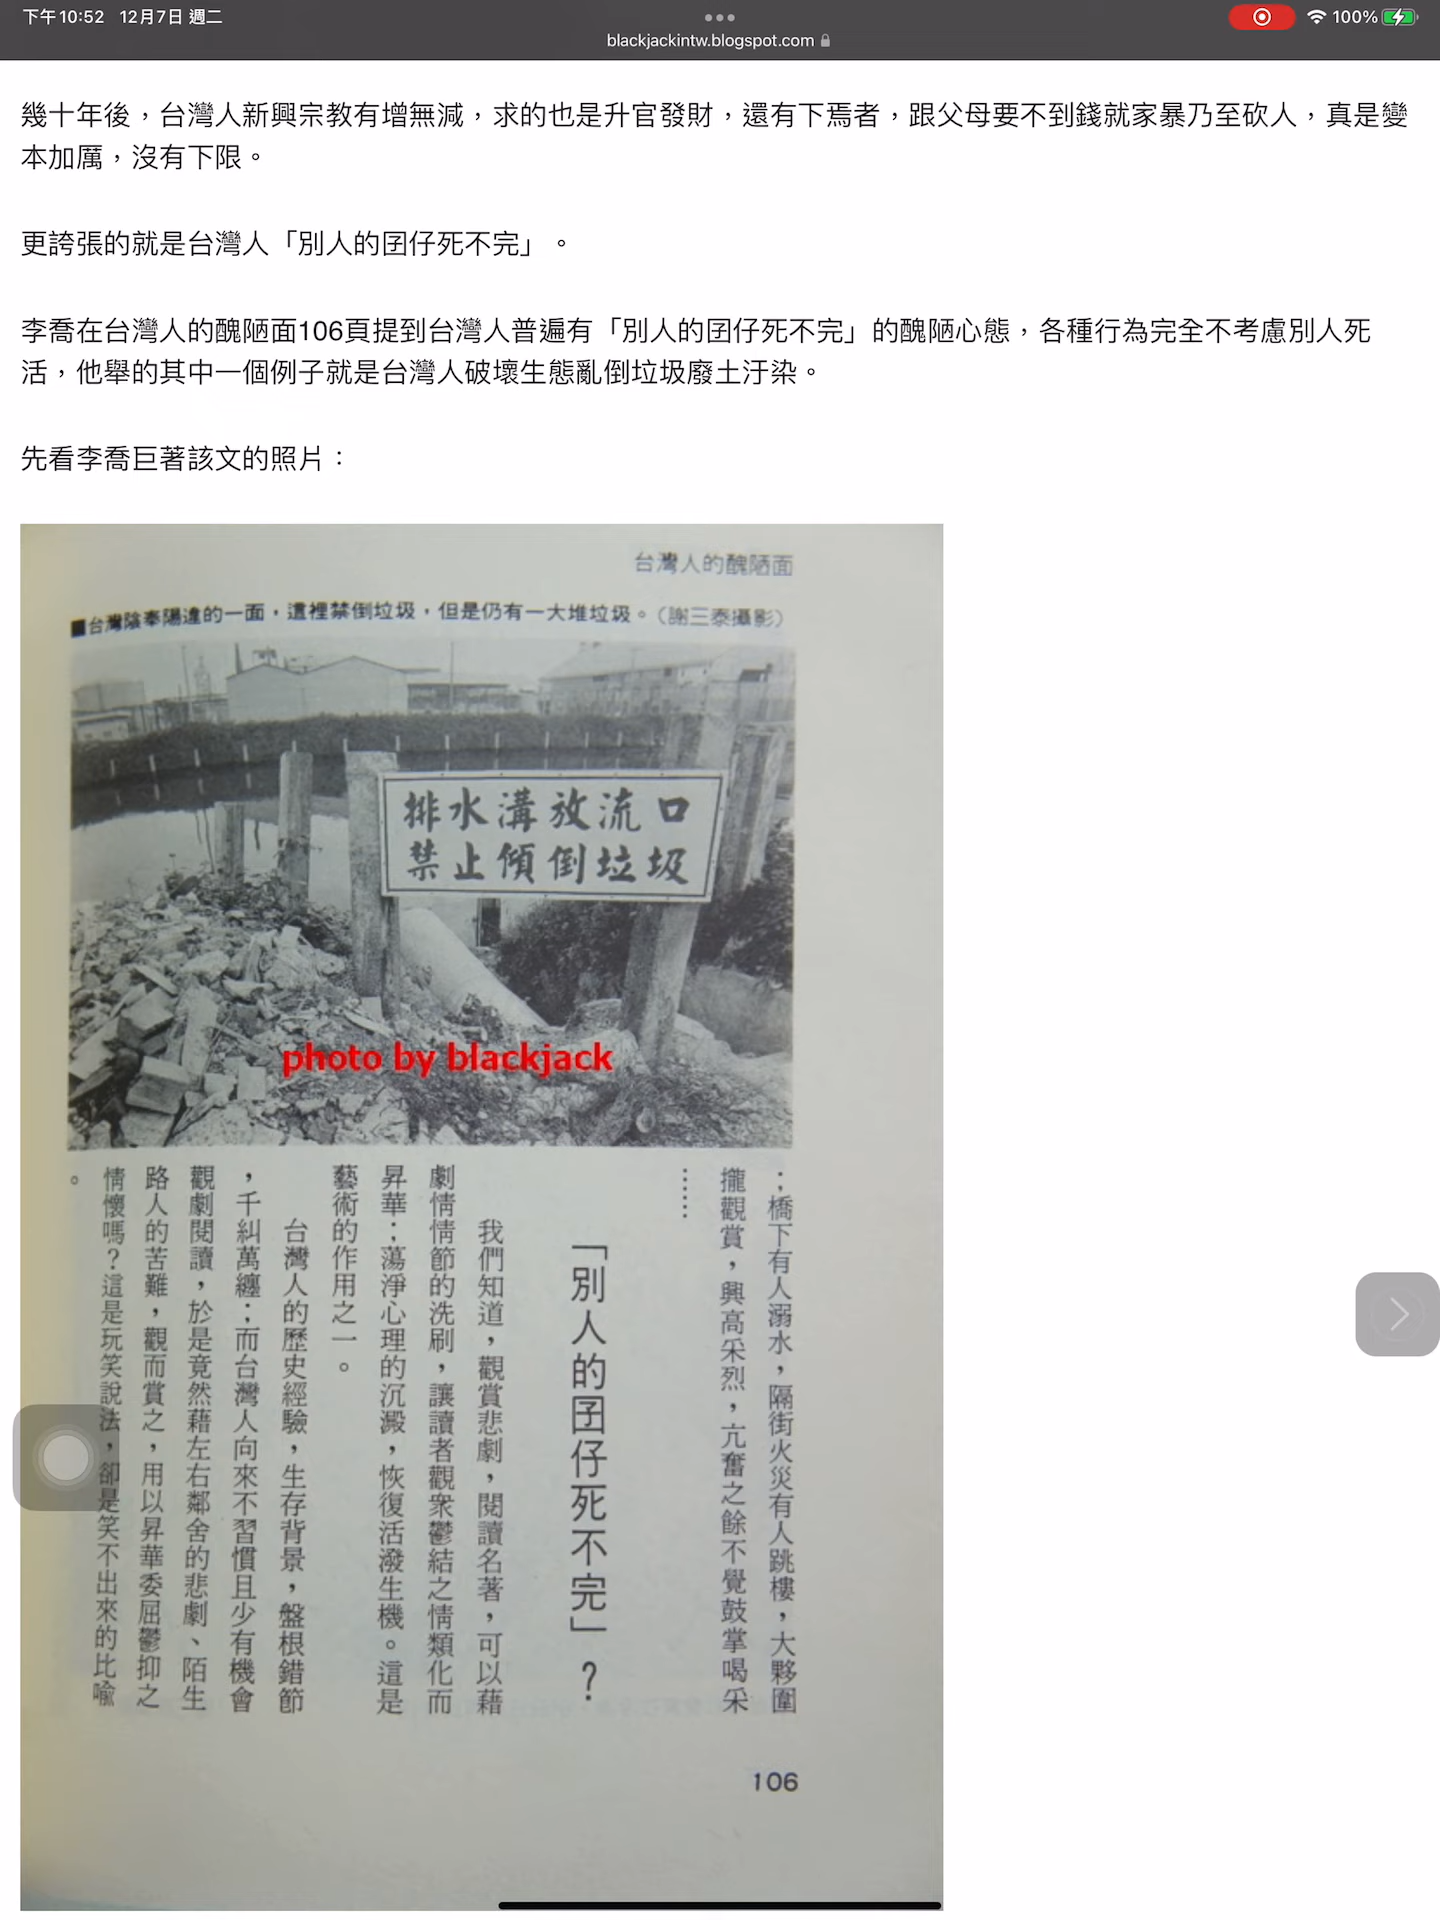 下午10:52 12月7日 週二
blackjackintw.blogspot.com
100%
幾十年後，台灣人新興宗教有增無減，求的也是升官發財，還有下焉者，跟父母要不到錢就家暴乃至砍人，真是變
本加厲，沒有下限。
更誇張的就是台灣人「別人的囝仔死不完」。
李喬在台灣人的醜陋面106頁提到台灣人普遍有「別人的囝仔死不完」的醜陋心態，各種行為完全不考慮別人死
活，他舉的其中一個例子就是台灣人破壞生態亂倒垃圾廢土汙染。
先看李喬巨著該文的照片：
台灣人的醜陋面
■台灣陰奉陽違的一面，這裡禁倒垃圾，但是仍有一大堆垃圾。（謝三泰攝影）
排水溝放流口
禁止傾倒垃圾
photo by blackjack
；橋下有人溺水，隔街火災有人跳樓，大夥圍
攏觀賞，興高采烈，亢奮之餘不覺鼓掌喝采
……
「別人的囝仔死不完」？
我們知道，觀賞悲劇，閱讀名著，可以藉
劇情情節的洗刷，讓讀者觀衆鬱結之情類化而
昇華；蕩淨心理的沉澱，恢復活潑生機。這是
藝術的作用之一。
台灣人的歷史經驗，生存背景，盤根錯節
，千糾萬纏；而台灣人向來不習慣且少有機會
觀劇閱讀，於是竟然藉左右鄰舍的悲劇、陌生
路人的苦難，觀而賞之，用以昇華委屈鬱抑之
情懷嗎？這是玩笑說法，卻是笑不出來的比喻
。
106